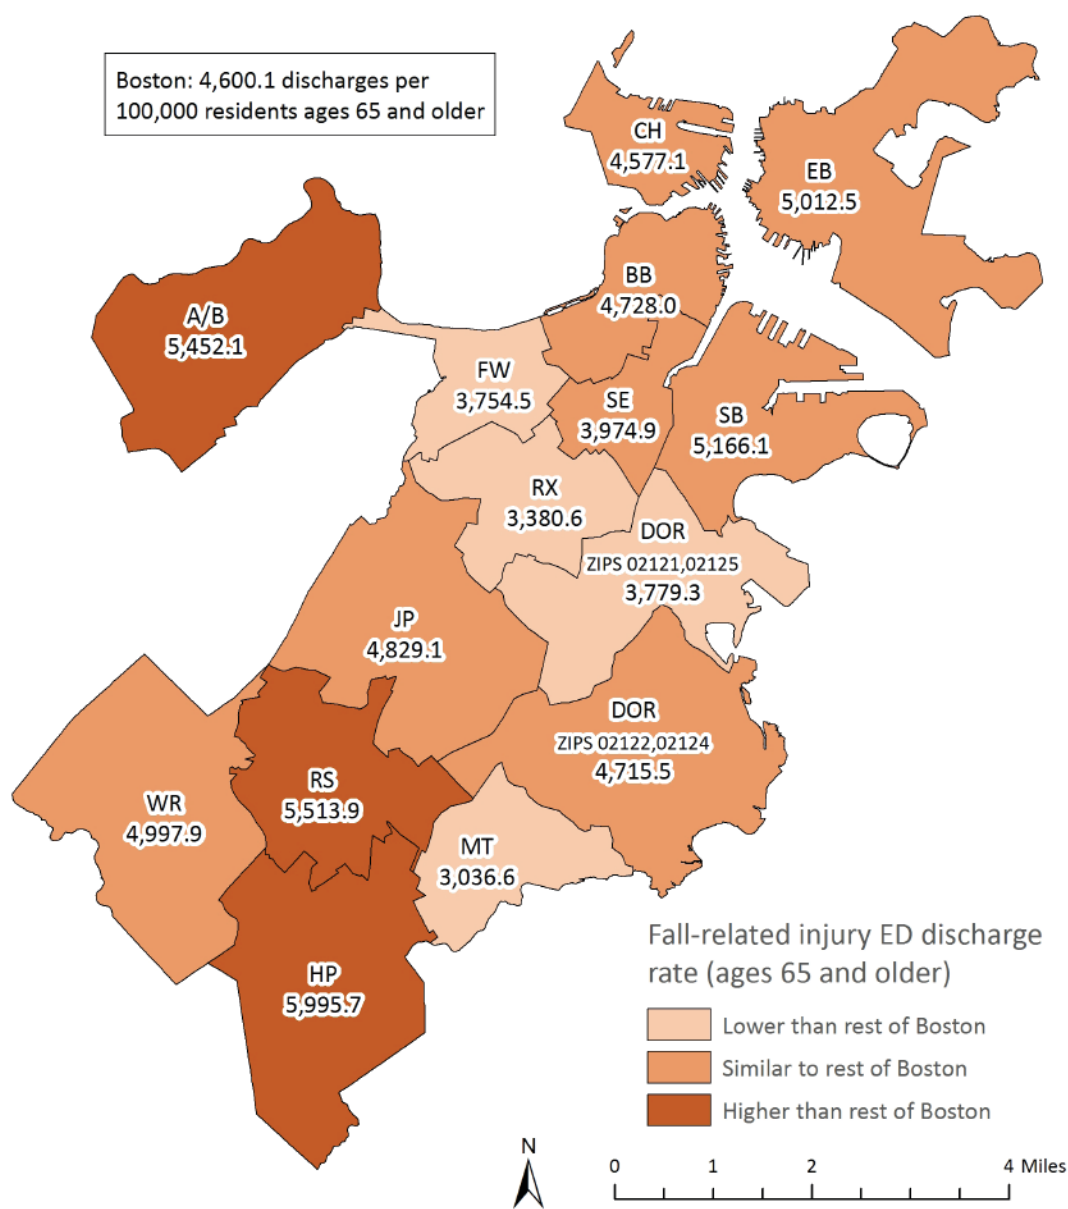 Boston: 4,600.1 discharges per
100,000 residents ages 65 and older
CH
4,577.1
EB
5,012.5
BB
4,728.0
A/B
5,452.1
FW
3,754.5
SE
3,974.9
SB
5,166.1
RX
3,380.6
DOR
ZIPS 02121,02125
3,779.3
JP
4,829.1
DOR
ZIPS 02122,02124
4,715.5
RS
5,513.9
WR
4,997.9
MT
3,036.6
HP
5,995.7
Fall-related injury ED discharge
rate (ages 65 and older)
Lower than rest of Boston
Similar to rest of Boston
Higher than rest of Boston
N
0 1 2 4 Miles